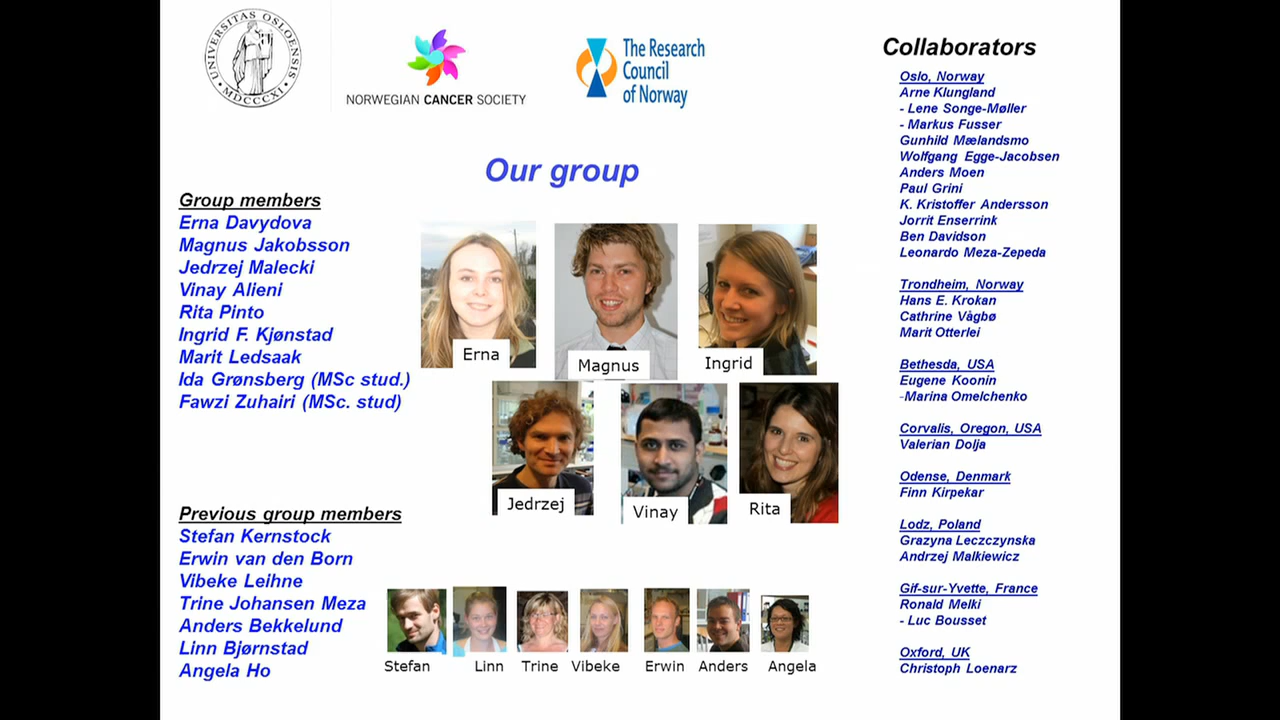 UNIVERSITAS OSLOENSIS
MDCCCXI
NORWEGIAN CANCER SOCIETY
The Research
Council
of Norway
Our group
Group members
Erna Davydova
Magnus Jakobsson
Jedrzej Malecki
Vinay Alieni
Rita Pinto
Ingrid F. Kjønstad
Marit Ledsaak
Ida Grønsberg (MSc stud.)
Fawzi Zuhairi (MSc. stud)
Erna
Magnus
Ingrid
Jedrzej
Vinay
Rita
Previous group members
Stefan Kernstock
Erwin van den Born
Vibeke Leihne
Trine Johansen Meza
Anders Bekkelund
Linn Bjørnstad
Angela Ho
Stefan
Linn
Trine
Vibeke
Erwin
Anders
Angela
Collaborators
Oslo, Norway
Arne Klungland
- Lene Songe-Møller
- Markus Fusser
Gunhild Mælandsmo
Wolfgang Egge-Jacobsen
Anders Moen
Paul Grini
K. Kristoffer Andersson
Jorrit Enserrink
Ben Davidson
Leonardo Meza-Zepeda
Trondheim, Norway
Hans E. Krokan
Cathrine Vågbø
Marit Otterlei
Bethesda, USA
Eugene Koonin
-Marina Omelchenko
Corvalis, Oregon, USA
Valerian Dolja
Odense, Denmark
Finn Kirpekar
Lodz, Poland
Grazyna Leczczynska
Andrzej Malkiewicz
Gif-sur-Yvette, France
Ronald Melki
- Luc Bousset
Oxford, UK
Christoph Loenarz